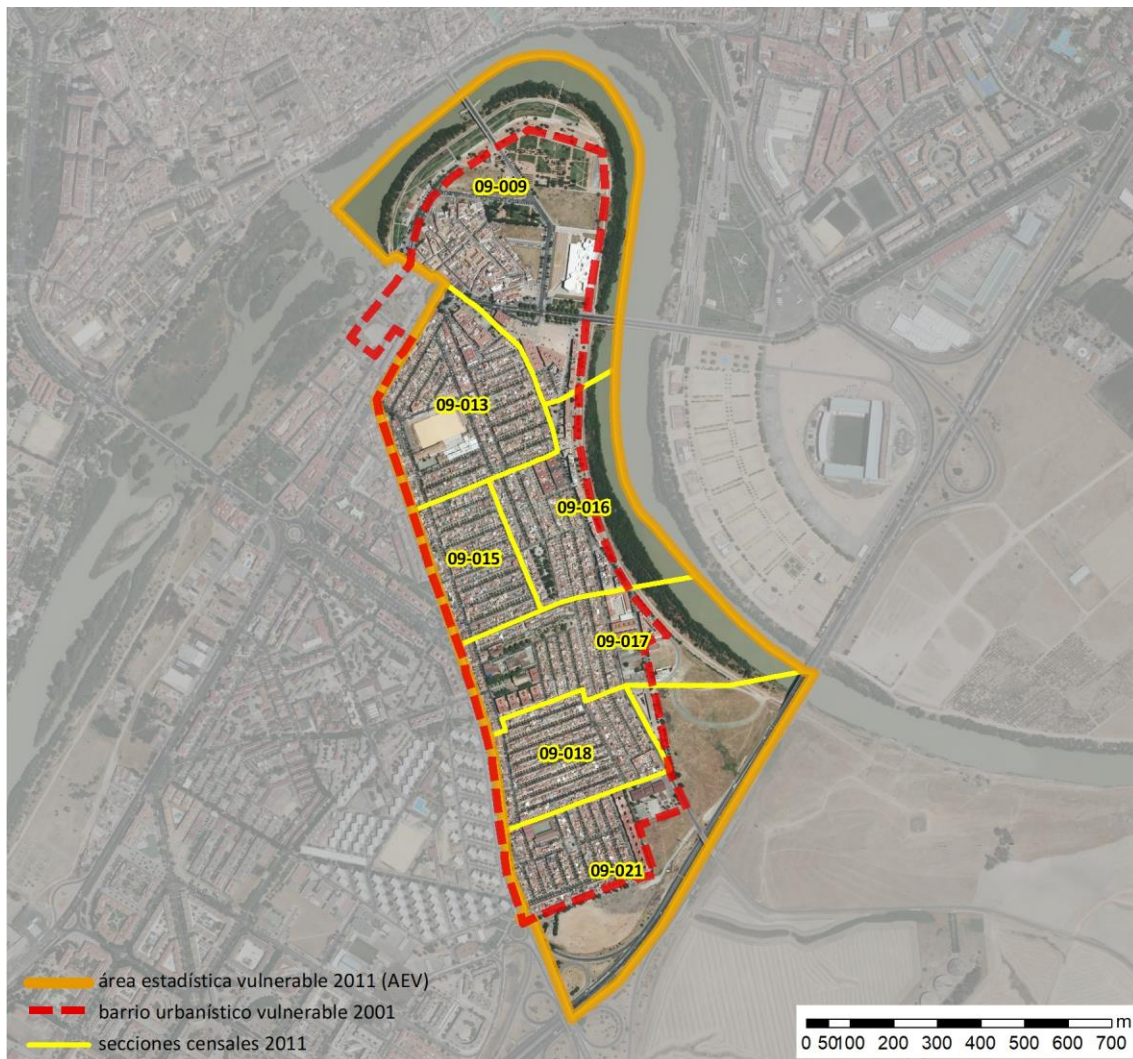 09-009
09-013
09-016
09-015
09-017
09-018
09-021
área estadística vulnerable 2011 (AEV)
barrio urbanístico vulnerable 2001
secciones censales 2011
m
0 50100 200 300 400 500 600 700